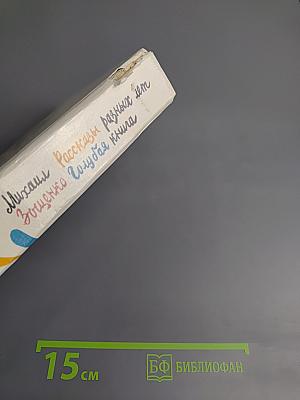 Михаил Рассказы разных лет
Зощенко Голубая книга
15 см
БФ БИБЛИОФАН